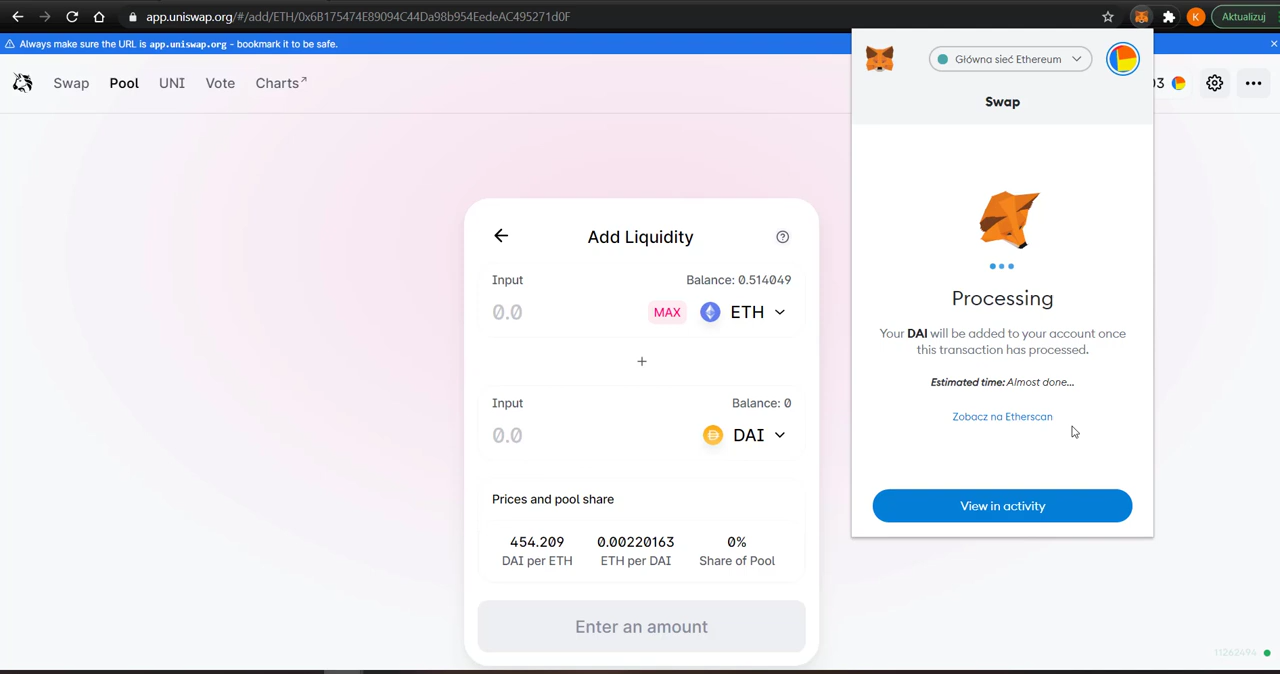 app.uniswap.org/#/add/ETH/0x6B175474E89094C44Da98b954EedeAC495271d0F
K
Aktualizuj
Always make sure the URL is app.uniswap.org - bookmark it to be safe.
Swap
Pool
UNI
Vote
Charts↗
Główna sieć Ethereum
Swap
Add Liquidity
?
Input
Balance: 0.514049
0.0
MAX
ETH
+
Input
Balance: 0
0.0
DAI
Prices and pool share
454.209
0.00220163
0%
DAI per ETH
ETH per DAI
Share of Pool
Enter an amount
Processing
Your DAI will be added to your account once
this transaction has processed.
Estimated time: Almost done...
Zobacz na Etherscan
View in activity
11262494